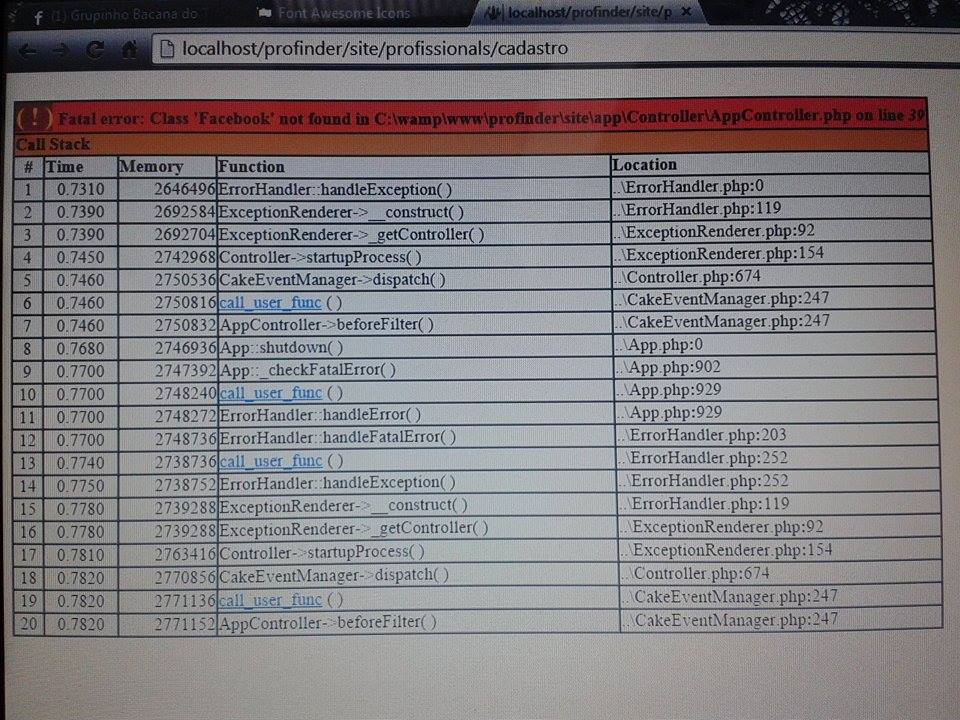 (1) Grupinho Bacana do
Font Awesome Icons
localhost/profinder/site/p
localhost/profinder/site/profissionals/cadastro
( ! ) Fatal error: Class 'Facebook' not found in C:\wamp\www\profinder\site\app\Controller\AppController.php on line 39
Call Stack
# Time Memory Function Location
1 0.7310 2646496 ErrorHandler::handleException( ) ..\ErrorHandler.php:0
2 0.7390 2692584 ExceptionRenderer->__construct( ) ..\ErrorHandler.php:119
3 0.7390 2692704 ExceptionRenderer->_getController( ) ..\ExceptionRenderer.php:92
4 0.7450 2742968 Controller->startupProcess( ) ..\ExceptionRenderer.php:154
5 0.7460 2750536 CakeEventManager->dispatch( ) ..\Controller.php:674
6 0.7460 2750816 call_user_func ( ) ..\CakeEventManager.php:247
7 0.7460 2750832 AppController->beforeFilter( ) ..\CakeEventManager.php:247
8 0.7680 2746936 App::shutdown( ) ..\App.php:0
9 0.7700 2747392 App::_checkFatalError( ) ..\App.php:902
10 0.7700 2748240 call_user_func ( ) ..\App.php:929
11 0.7700 2748272 ErrorHandler::handleError( ) ..\App.php:929
12 0.7700 2748736 ErrorHandler::handleFatalError( ) ..\ErrorHandler.php:203
13 0.7740 2738736 call_user_func ( ) ..\ErrorHandler.php:252
14 0.7750 2738752 ErrorHandler::handleException( ) ..\ErrorHandler.php:252
15 0.7780 2739288 ExceptionRenderer->__construct( ) ..\ErrorHandler.php:119
16 0.7780 2739288 ExceptionRenderer->_getController( ) ..\ExceptionRenderer.php:92
17 0.7810 2763416 Controller->startupProcess( ) ..\ExceptionRenderer.php:154
18 0.7820 2770856 CakeEventManager->dispatch( ) ..\Controller.php:674
19 0.7820 2771136 call_user_func ( ) ..\CakeEventManager.php:247
20 0.7820 2771152 AppController->beforeFilter( ) ..\CakeEventManager.php:247